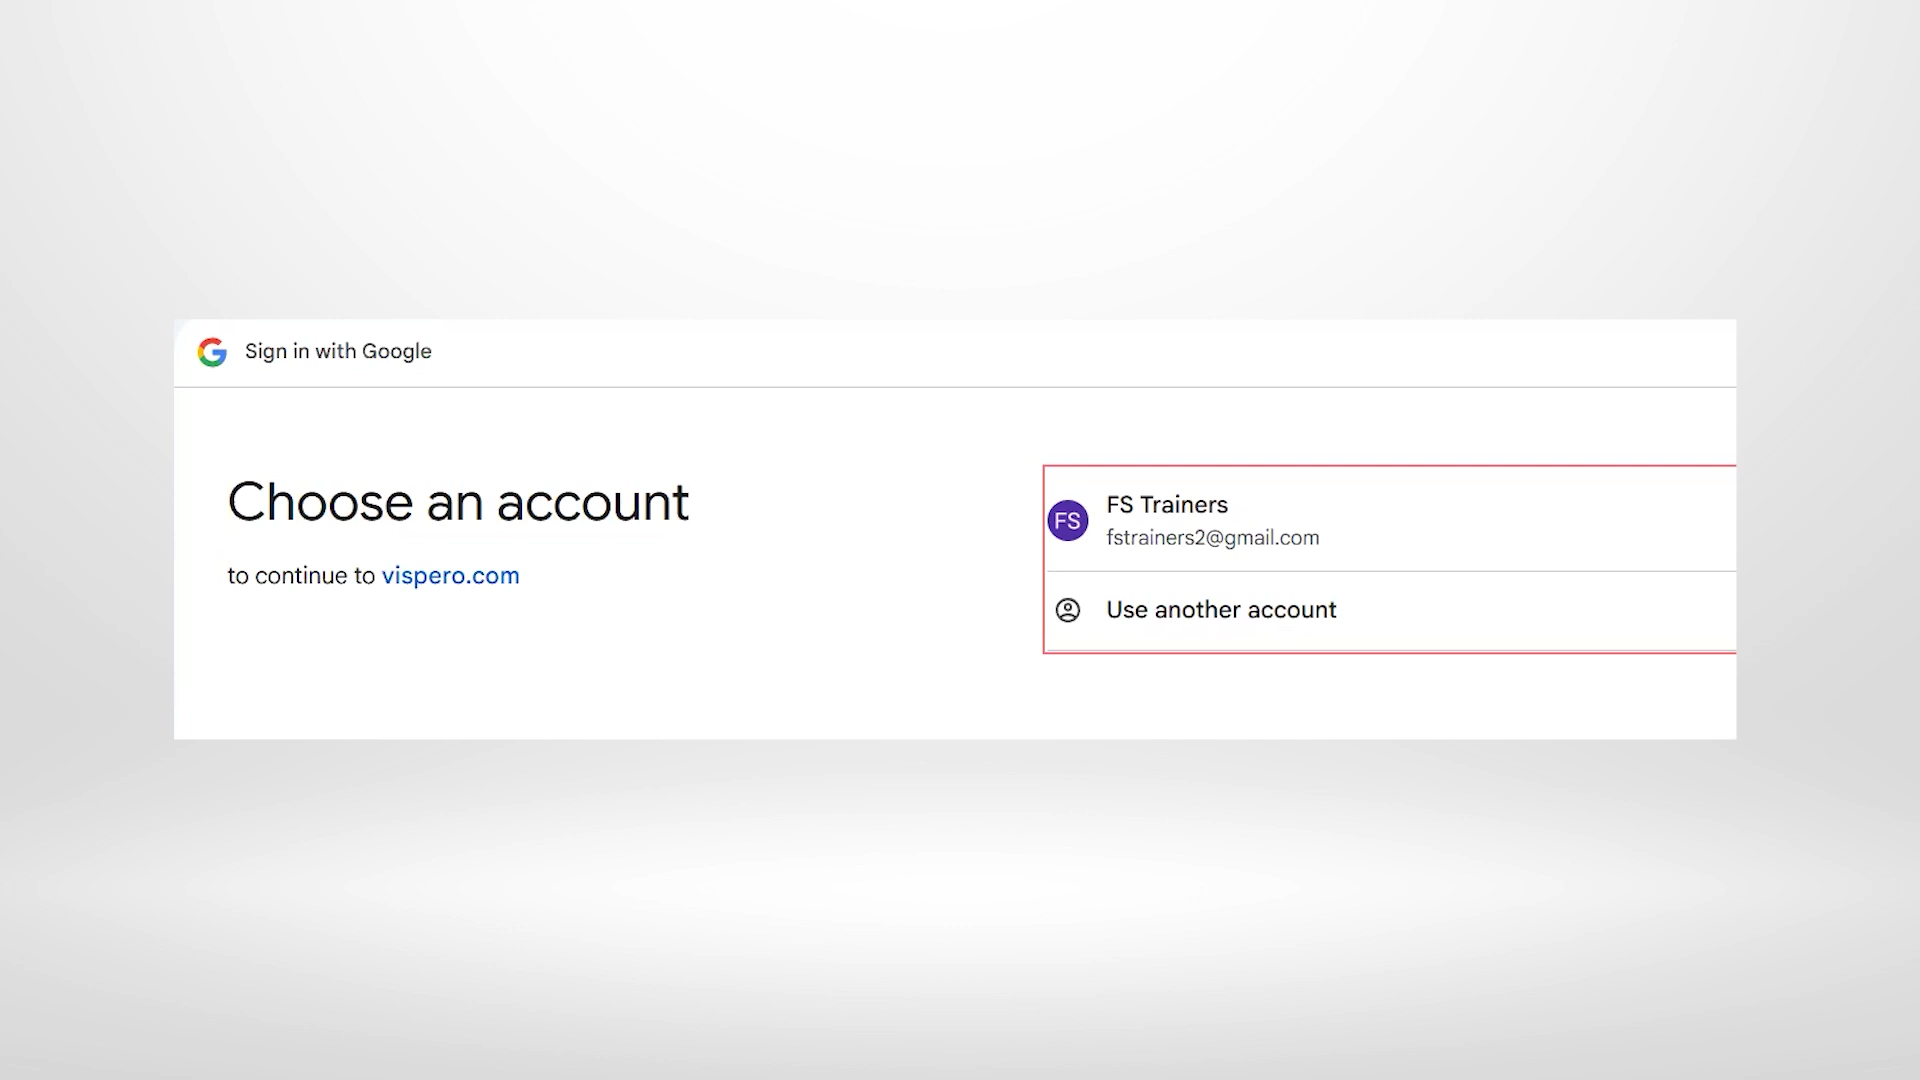 Sign in with Google
Choose an account
to continue to vispero.com
FS
FS Trainers
fstrainers2@gmail.com
Use another account